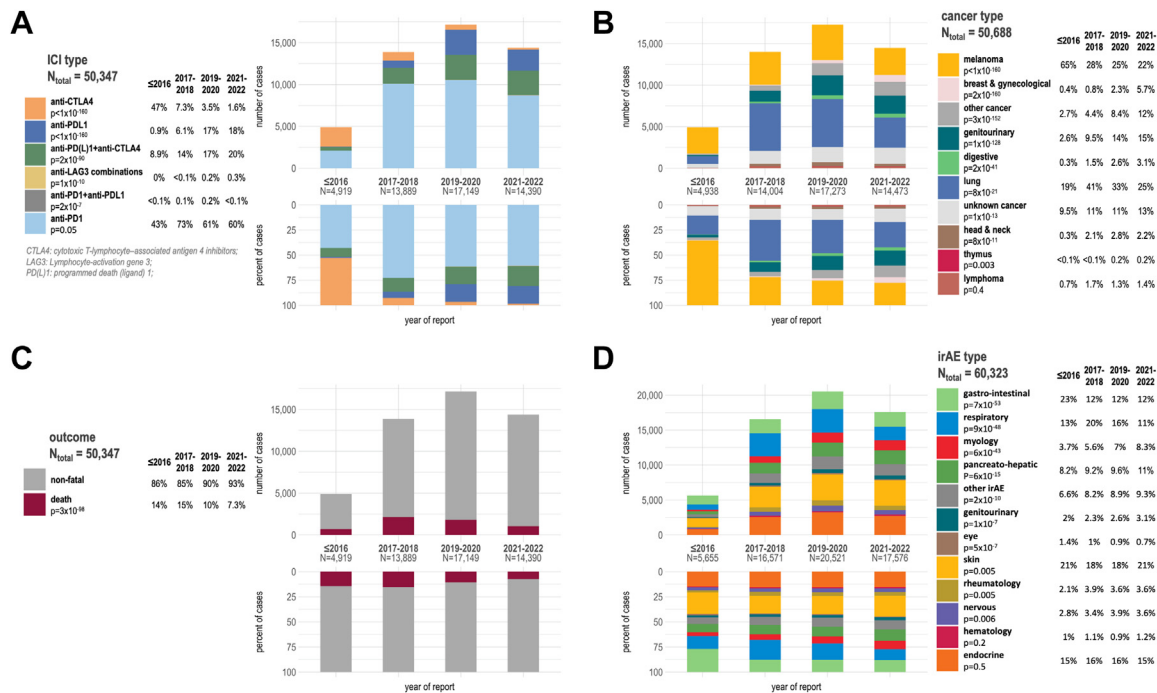 A
ICI type
Ntotal = 50,347
≤2016 2017-2018 2019-2020 2021-2022
anti-CTLA4 47% 7.3% 3.5% 1.6%
p<1x10-160
anti-PDL1 0.9% 6.1% 17% 18%
p<1x10-160
anti-PD(L)1+anti-CTLA4 8.9% 14% 17% 20%
p=2x10-90
anti-LAG3 combinations 0% <0.1% 0.2% 0.3%
p=1x10-10
anti-PD1+anti-PDL1 <0.1% 0.1% 0.2% <0.1%
p=2x10-7
anti-PD1 43% 73% 61% 60%
p=0.05
CTLA4: cytotoxic T-lymphocyte–associated antigen 4 inhibitors;
LAG3: Lymphocyte-activation gene 3;
PD(L)1: programmed death (ligand) 1;
number of cases
15,000
10,000
5,000
0
≤2016 2017-2018 2019-2020 2021-2022
N=4,919 N=13,889 N=17,149 N=14,390
percent of cases
0
25
50
75
100
year of report
B
number of cases
15,000
10,000
5,000
0
≤2016 2017-2018 2019-2020 2021-2022
N=4,938 N=14,004 N=17,273 N=14,473
percent of cases
0
25
50
75
100
year of report
cancer type
Ntotal = 50,688
≤2016 2017-2018 2019-2020 2021-2022
melanoma 65% 28% 25% 22%
p<1x10-160
breast & gynecological 0.4% 0.8% 2.3% 5.7%
p=2x10-160
other cancer 2.7% 4.4% 8.4% 12%
p=3x10-152
genitourinary 2.6% 9.5% 14% 15%
p=1x10-128
digestive 0.3% 1.5% 2.6% 3.1%
p=2x10-41
lung 19% 41% 33% 25%
p=8x10-21
unknown cancer 9.5% 11% 11% 13%
p=1x10-13
head & neck 0.3% 2.1% 2.8% 2.2%
p=8x10-11
thymus <0.1% <0.1% 0.2% 0.2%
p=0.003
lymphoma 0.7% 1.7% 1.3% 1.4%
p=0.4
C
outcome
Ntotal = 50,347
≤2016 2017-2018 2019-2020 2021-2022
non-fatal 86% 85% 90% 93%
death 14% 15% 10% 7.3%
p=3x10-98
number of cases
15,000
10,000
5,000
0
≤2016 2017-2018 2019-2020 2021-2022
N=4,919 N=13,889 N=17,149 N=14,390
percent of cases
0
25
50
75
100
year of report
D
number of cases
20,000
15,000
10,000
5,000
0
≤2016 2017-2018 2019-2020 2021-2022
N=5,655 N=16,571 N=20,521 N=17,576
percent of cases
0
25
50
75
100
year of report
irAE type
Ntotal = 60,323
≤2016 2017-2018 2019-2020 2021-2022
gastro-intestinal 23% 12% 12% 12%
p=7x10-53
respiratory 13% 20% 16% 11%
p=9x10-48
myology 3.7% 5.6% 7% 8.3%
p=6x10-43
pancreato-hepatic 8.2% 9.2% 9.6% 11%
p=6x10-15
other irAE 6.6% 8.2% 8.9% 9.3%
p=2x10-10
genitourinary 2% 2.3% 2.6% 3.1%
p=1x10-7
eye 1.4% 1% 0.9% 0.7%
p=5x10-7
skin 21% 18% 18% 21%
p=0.005
rheumatology 2.1% 3.9% 3.6% 3.6%
p=0.005
nervous 2.8% 3.4% 3.9% 3.6%
p=0.006
hematology 1% 1.1% 0.9% 1.2%
p=0.2
endocrine 15% 16% 16% 15%
p=0.5